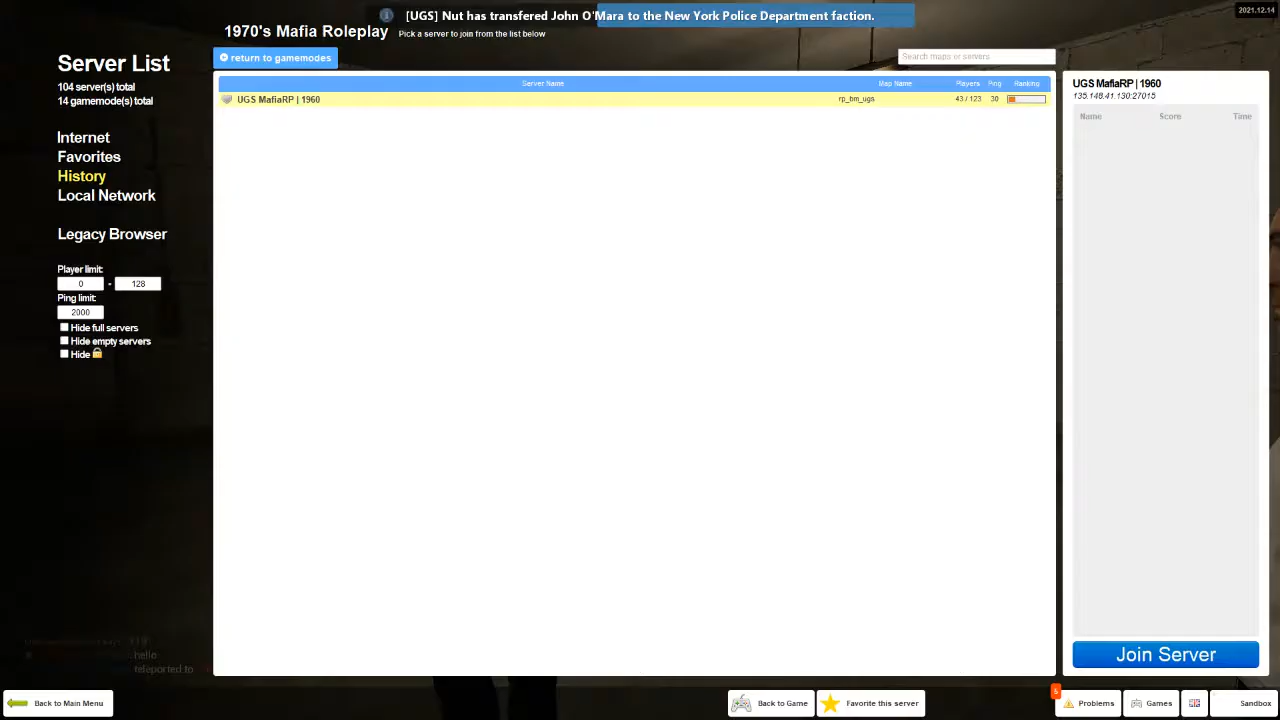 [UGS] Nut has transfered John O'Mara to the New York Police Department faction.
2021.12.14
1970's Mafia Roleplay
Pick a server to join from the list below
Server List
104 server(s) total
14 gamemode(s) total
return to gamemodes
Search maps or servers
Server Name Map Name Players Ping Ranking
UGS MafiaRP | 1960 rp_bm_ugs 43 / 123 30
UGS MafiaRP | 1960
135.148.41.130:27015
Name Score Time
Internet
Favorites
History
Local Network
Legacy Browser
Player limit:
0 - 128
Ping limit:
2000
Hide full servers
Hide empty servers
Hide
hello
teleported to
Join Server
Back to Main Menu
Back to Game
Favorite this server
5
Problems
Games
Sandbox